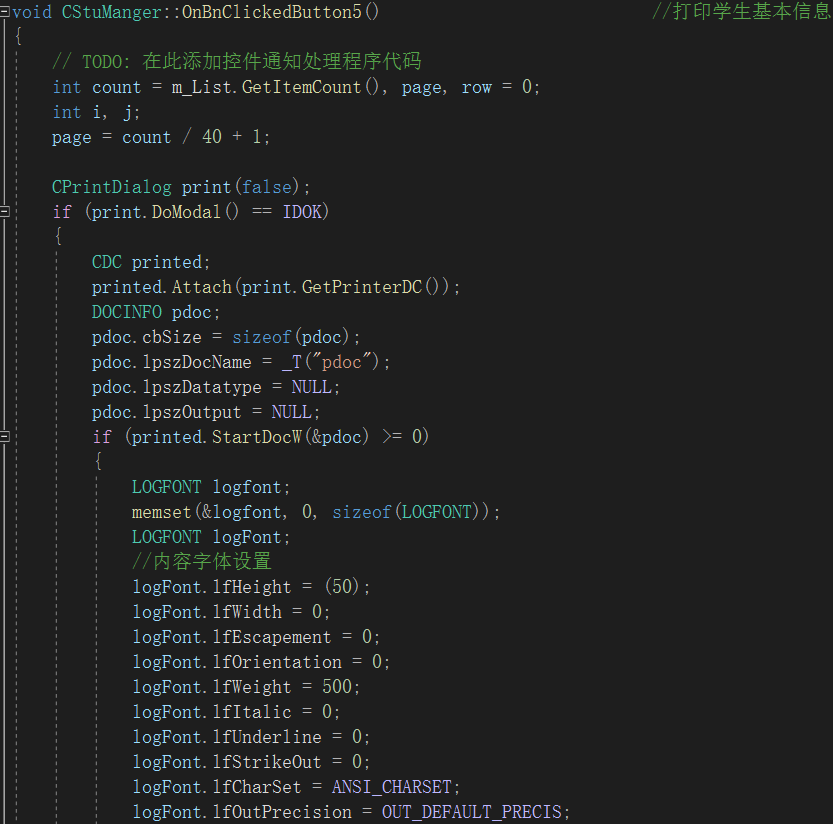 void CStuManger::OnBnClickedButton5() //打印学生基本信息
{
// TODO: 在此添加控件通知处理程序代码
int count = m_List.GetItemCount(), page, row = 0;
int i, j;
page = count / 40 + 1;
CPrintDialog print(false);
if (print.DoModal() == IDOK)
{
CDC printed;
printed.Attach(print.GetPrinterDC());
DOCINFO pdoc;
pdoc.cbSize = sizeof(pdoc);
pdoc.lpszDocName = _T("pdoc");
pdoc.lpszDatatype = NULL;
pdoc.lpszOutput = NULL;
if (printed.StartDocW(&pdoc) >= 0)
{
LOGFONT logfont;
memset(&logfont, 0, sizeof(LOGFONT));
LOGFONT logFont;
//内容字体设置
logFont.lfHeight = (50);
logFont.lfWidth = 0;
logFont.lfEscapement = 0;
logFont.lfOrientation = 0;
logFont.lfWeight = 500;
logFont.lfItalic = 0;
logFont.lfUnderline = 0;
logFont.lfStrikeOut = 0;
logFont.lfCharSet = ANSI_CHARSET;
logFont.lfOutPrecision = OUT_DEFAULT_PRECIS;